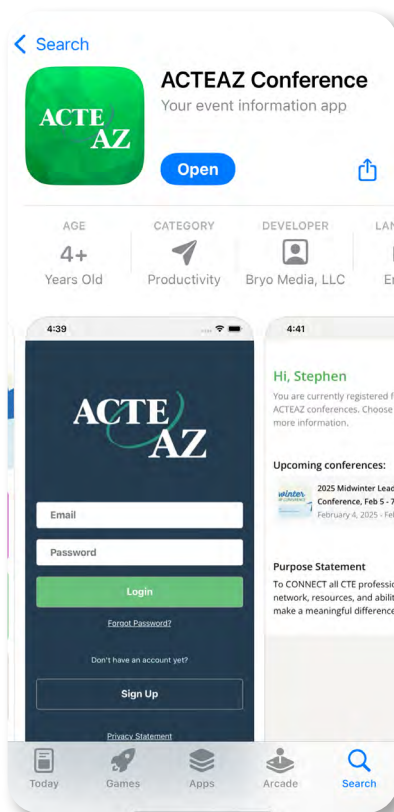 Search
ACTE
AZ
ACTEAZ Conference
Your event information app
Open
AGE
4+
Years Old
CATEGORY
Productivity
DEVELOPER
Bryo Media, LLC
LAN
4:39
ACTE
AZ
Email
Password
Login
Forgot Password?
Don't have an account yet?
Sign Up
Privacy Statement
4:41
Hi, Stephen
You are currently registered f
ACTEAZ conferences. Choose
more information.
Upcoming conferences:
winter
2025 Midwinter Lead
Conference, Feb 5 - 7
February 4, 2025 - Fe
Purpose Statement
To CONNECT all CTE professio
network, resources, and abilit
make a meaningful difference
Today
Games
Apps
Arcade
Search